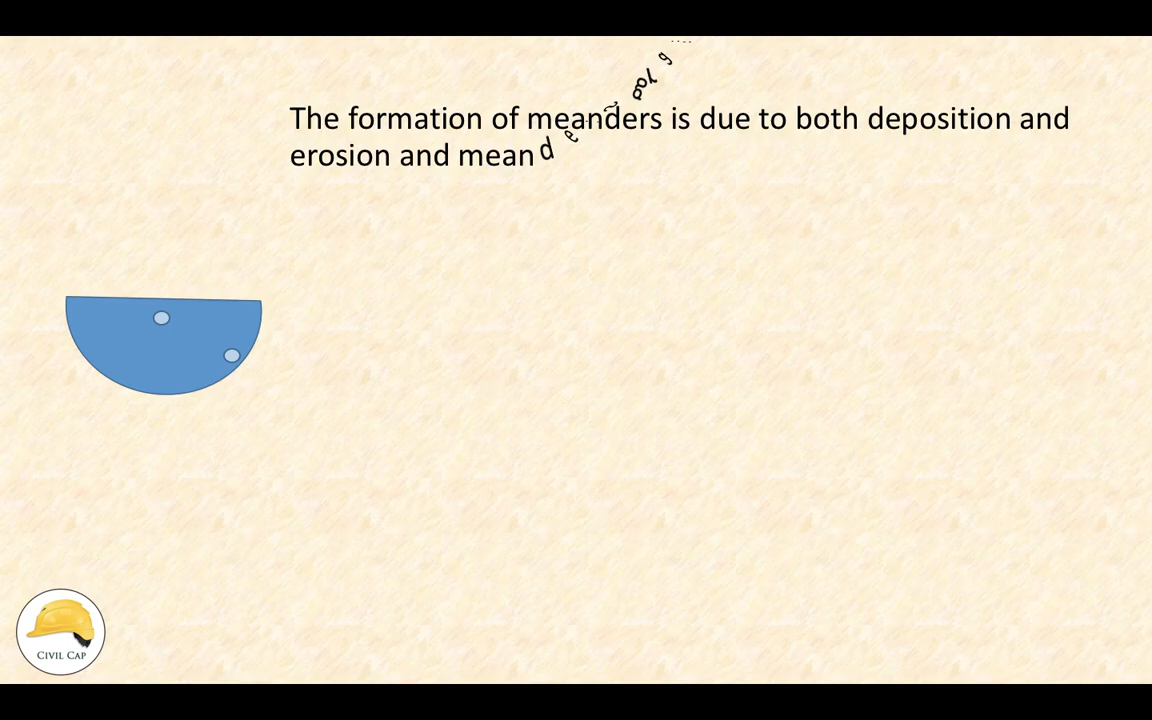 The formation of meanders is due to both deposition and
erosion and mean
CIVIL CAP